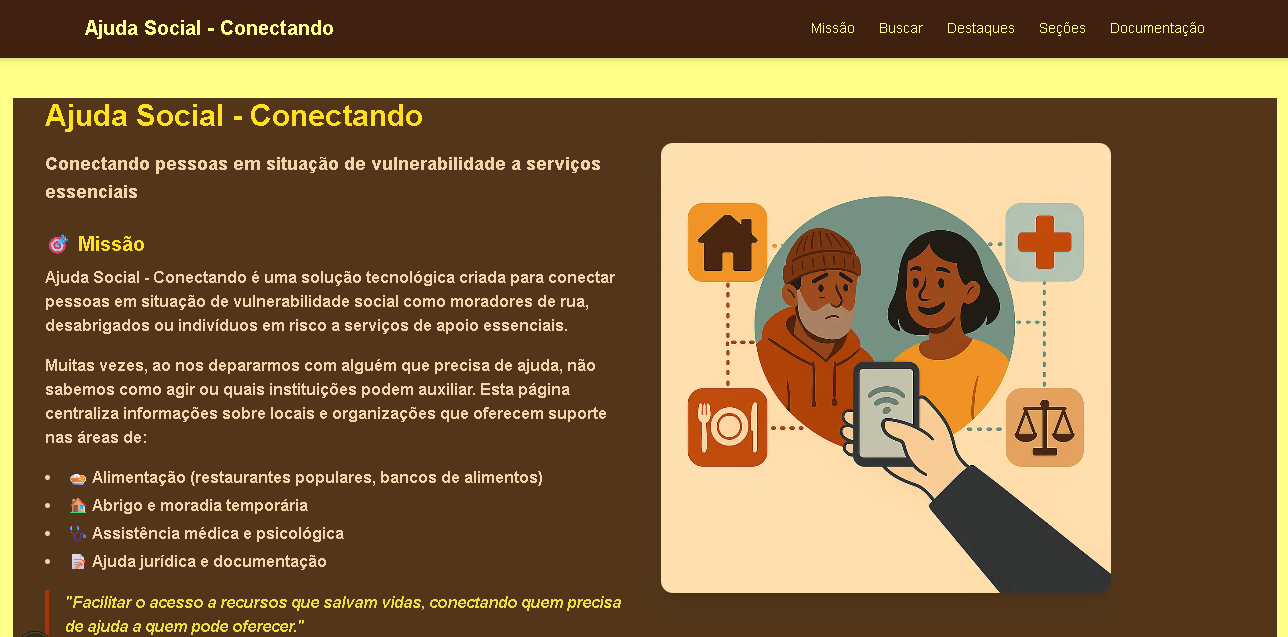 Ajuda Social - Conectando
Missão Buscar Destaques Seções Documentação
Ajuda Social - Conectando
Conectando pessoas em situação de vulnerabilidade a serviços
essenciais
🎯 Missão
Ajuda Social - Conectando é uma solução tecnológica criada para conectar
pessoas em situação de vulnerabilidade social como moradores de rua,
desabrigados ou indivíduos em risco a serviços de apoio essenciais.
Muitas vezes, ao nos depararmos com alguém que precisa de ajuda, não
sabemos como agir ou quais instituições podem auxiliar. Esta página
centraliza informações sobre locais e organizações que oferecem suporte
nas áreas de:
• 🍛 Alimentação (restaurantes populares, bancos de alimentos)
• 🏠 Abrigo e moradia temporária
• 🩺 Assistência médica e psicológica
• 📝 Ajuda jurídica e documentação
"Facilitar o acesso a recursos que salvam vidas, conectando quem precisa
de ajuda a quem pode oferecer."